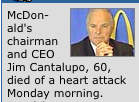 McDon-
ald's
chairman
and CEO
Jim Cantalupo, 60,
died of a heart attack
Monday morning.